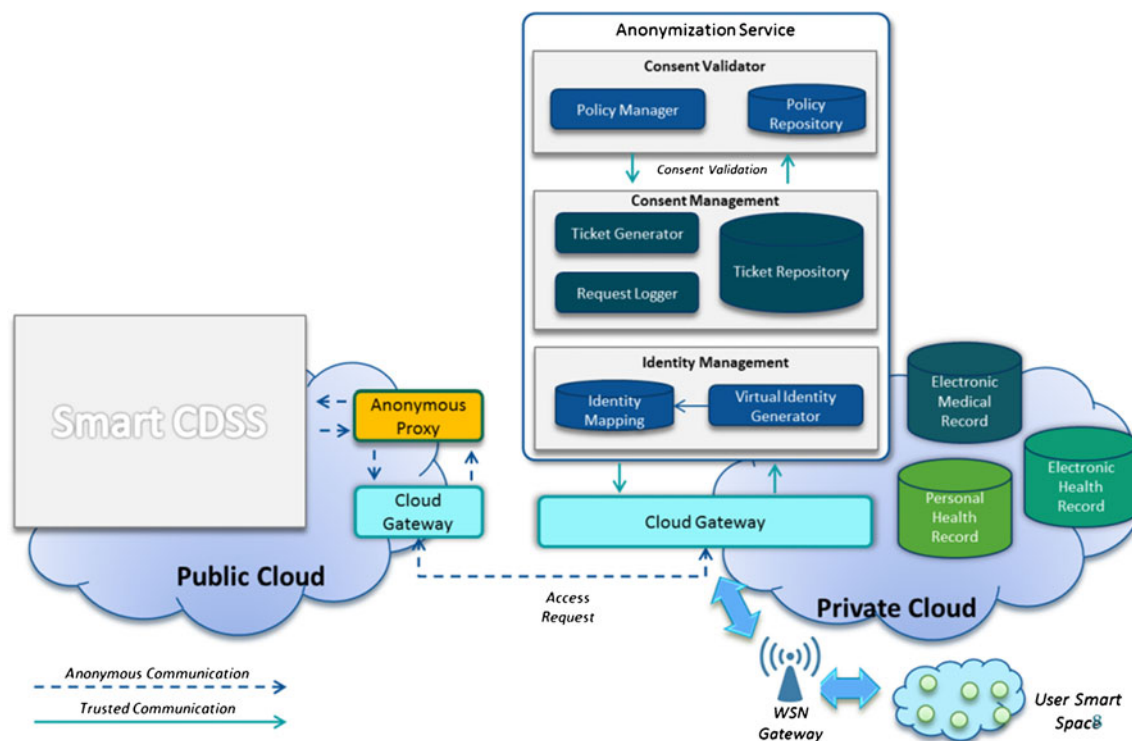 Anonymization Service
Consent Validator
Policy Manager
Policy
Repository
Consent Validation
Consent Management
Ticket Generator
Ticket Repository
Request Logger
Identity Management
Identity
Mapping
Virtual Identity
Generator
Smart CDSS
Anonymous
Proxy
Cloud
Gateway
Cloud Gateway
Electronic
Medical
Record
Electronic
Health
Record
Personal
Health
Record
Public Cloud
Private Cloud
Access
Request
Anonymous Communication
Trusted Communication
WSN
Gateway
User Smart
Space
8